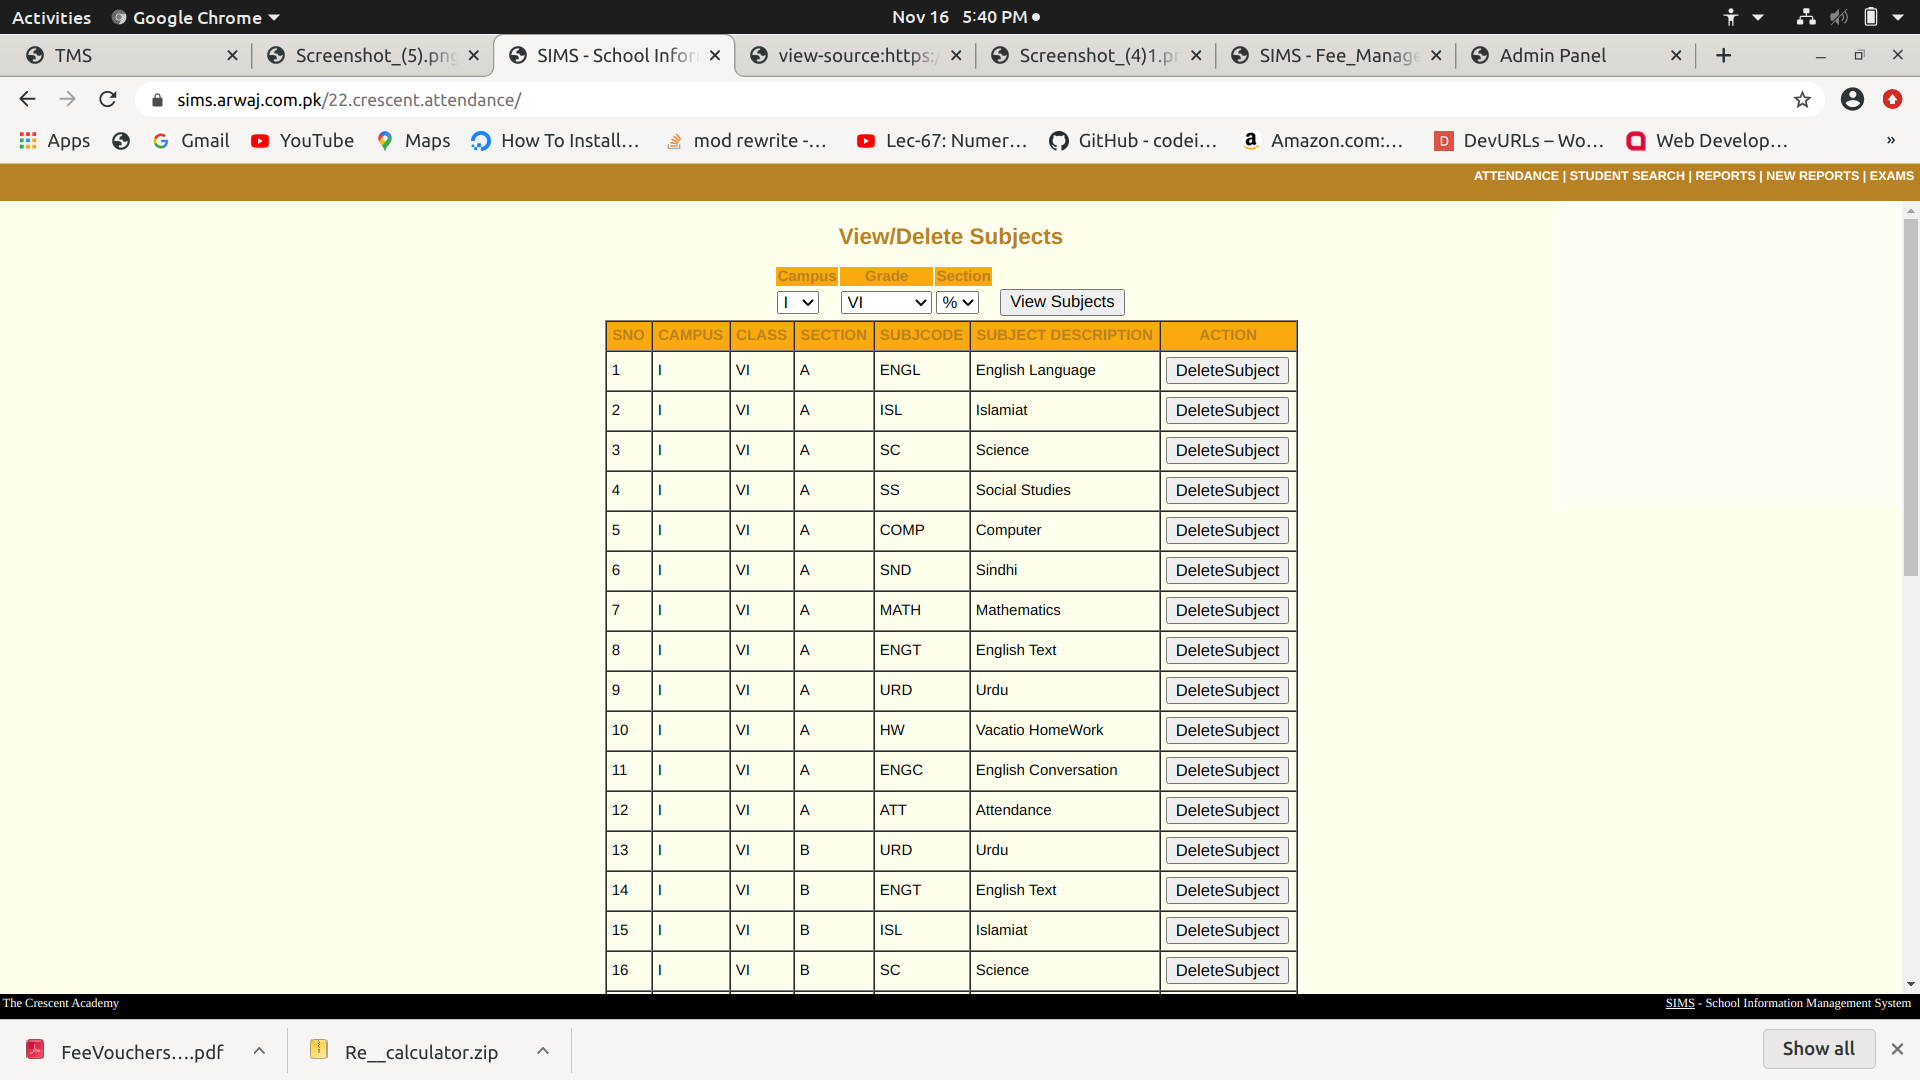 Activities Google Chrome Nov 16 5:40 PM
TMS Screenshot_(5).png SIMS - School Infor view-source:https:/ Screenshot_(4)1.pr SIMS - Fee_Manage Admin Panel
sims.arwaj.com.pk/22.crescent.attendance/
Apps Gmail YouTube Maps How To Install... mod rewrite -... Lec-67: Numer... GitHub - codei... Amazon.com:... DevURLs – Wo... Web Develop... »
ATTENDANCE | STUDENT SEARCH | REPORTS | NEW REPORTS | EXAMS
View/Delete Subjects
Campus Grade Section
I VI % View Subjects
SNO CAMPUS CLASS SECTION SUBJCODE SUBJECT DESCRIPTION ACTION
1 I VI A ENGL English Language DeleteSubject
2 I VI A ISL Islamiat DeleteSubject
3 I VI A SC Science DeleteSubject
4 I VI A SS Social Studies DeleteSubject
5 I VI A COMP Computer DeleteSubject
6 I VI A SND Sindhi DeleteSubject
7 I VI A MATH Mathematics DeleteSubject
8 I VI A ENGT English Text DeleteSubject
9 I VI A URD Urdu DeleteSubject
10 I VI A HW Vacatio HomeWork DeleteSubject
11 I VI A ENGC English Conversation DeleteSubject
12 I VI A ATT Attendance DeleteSubject
13 I VI B URD Urdu DeleteSubject
14 I VI B ENGT English Text DeleteSubject
15 I VI B ISL Islamiat DeleteSubject
16 I VI B SC Science DeleteSubject
The Crescent Academy SIMS - School Information Management System
FeeVouchers....pdf Re__calculator.zip Show all